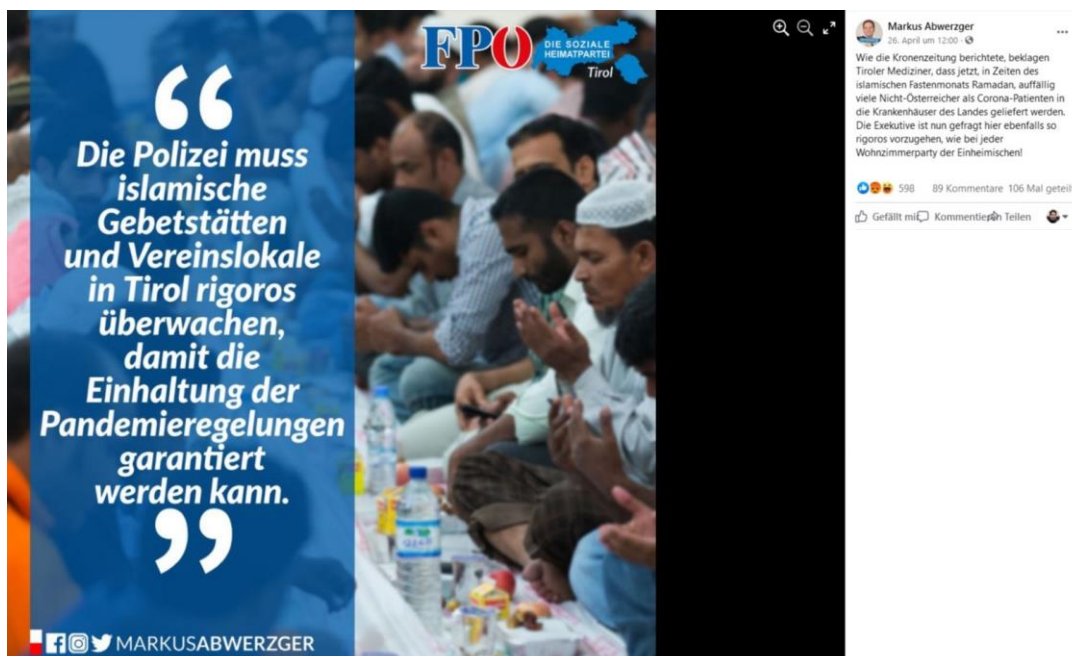 “
Die Polizei muss
islamische
Gebetstätten
und Vereinslokale
in Tirol rigoros
überwachen,
damit die
Einhaltung der
Pandemieregelungen
garantiert
werden kann.
”
MARKUSABWERZGER
FPÖ
DIE SOZIALE
HEIMATPARTEI
Tirol
Markus Abwerzger
26. April um 12:00 ·
Wie die Kronenzeitung berichtete, beklagen
Tiroler Mediziner, dass jetzt, in Zeiten des
islamischen Fastenmonats Ramadan, auffällig
viele Nicht-Österreicher als Corona-Patienten in
die Krankenhäuser des Landes geliefert werden.
Die Exekutive ist nun gefragt hier ebenfalls so
rigoros vorzugehen, wie bei jeder
Wohnzimmerparty der Einheimischen!
598 89 Kommentare 106 Mal geteilt
Gefällt mi Kommentieren Teilen